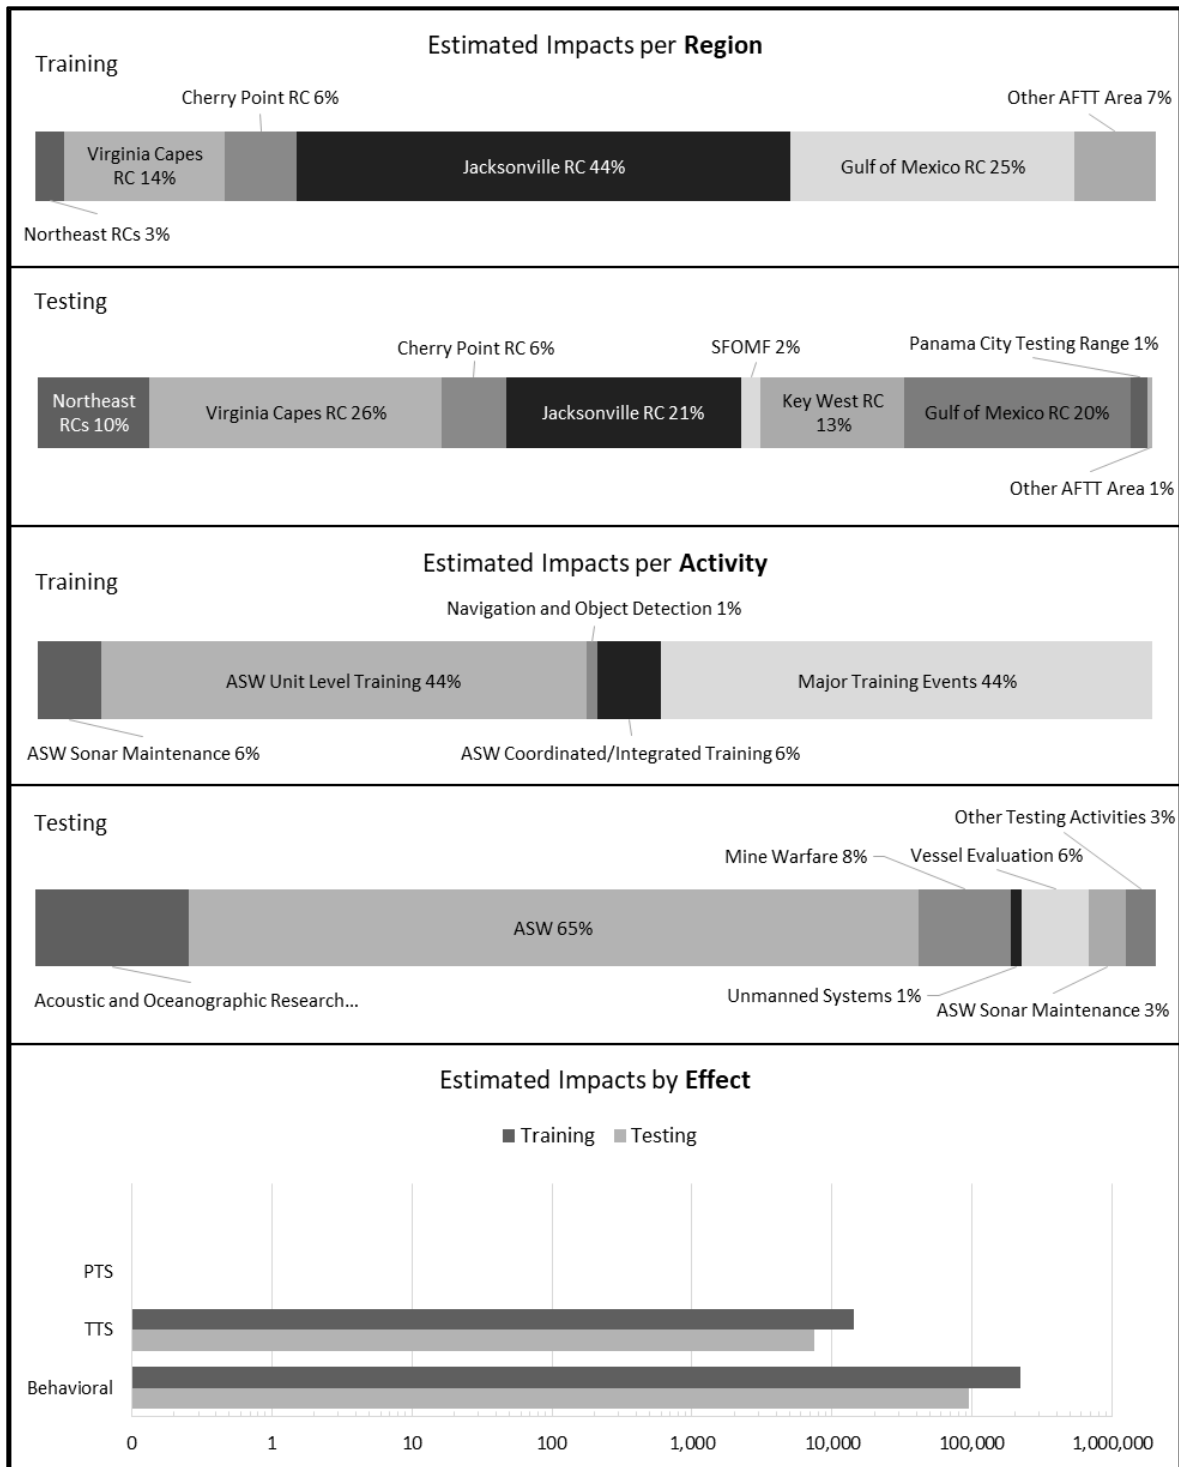 Estimated Impacts per Region
Training
Cherry Point RC 6%
Other AFTT Area 7%
Virginia Capes
RC 14%
Jacksonville RC 44%
Gulf of Mexico RC 25%
Northeast RCs 3%
Testing
Cherry Point RC 6%
SFOMF 2%
Panama City Testing Range 1%
Northeast
RCs 10%
Virginia Capes RC 26%
Jacksonville RC 21%
Key West RC
13%
Gulf of Mexico RC 20%
Other AFTT Area 1%
Estimated Impacts per Activity
Training
Navigation and Object Detection 1%
ASW Unit Level Training 44%
Major Training Events 44%
ASW Sonar Maintenance 6%
ASW Coordinated/Integrated Training 6%
Testing
Other Testing Activities 3%
Mine Warfare 8%
Vessel Evaluation 6%
ASW 65%
Acoustic and Oceanographic Research...
Unmanned Systems 1%
ASW Sonar Maintenance 3%
Estimated Impacts by Effect
Training
Testing
PTS
TTS
Behavioral
0
1
10
100
1,000
10,000
100,000
1,000,000